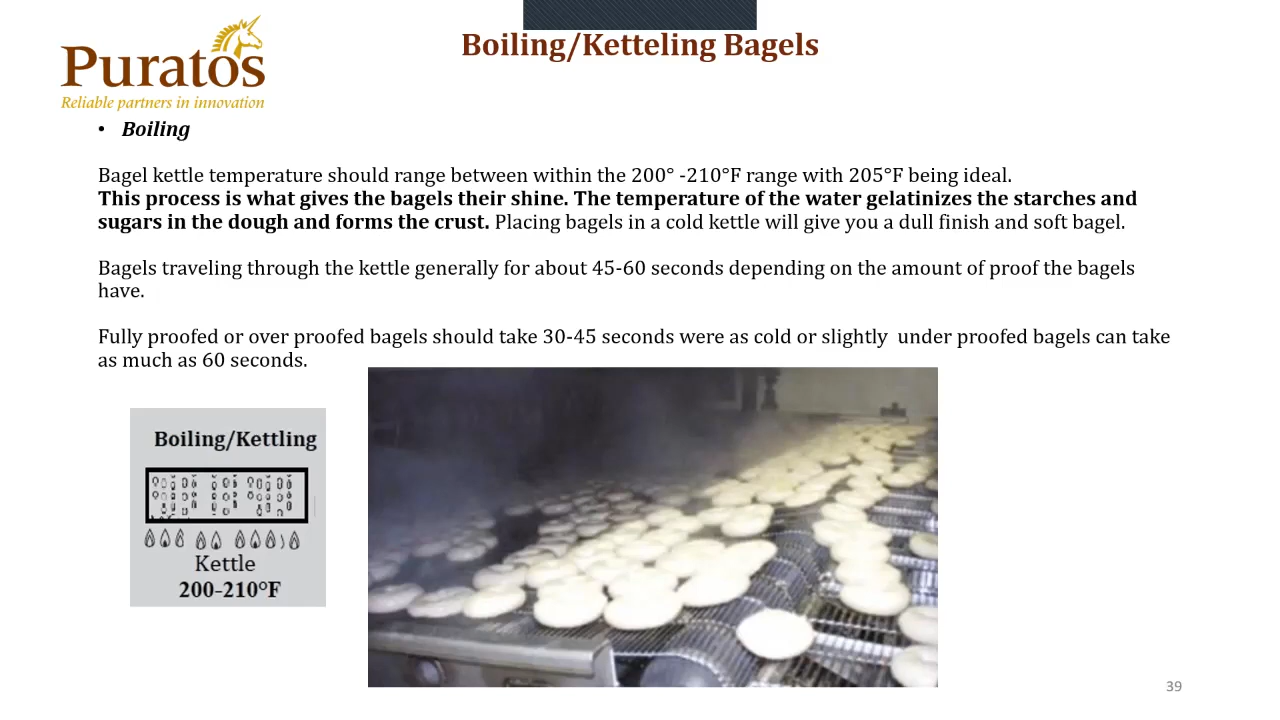 Puratos
Reliable partners in innovation
Boiling/Ketteling Bagels
• Boiling
Bagel kettle temperature should range between within the 200° -210°F range with 205°F being ideal.
This process is what gives the bagels their shine. The temperature of the water gelatinizes the starches and
sugars in the dough and forms the crust. Placing bagels in a cold kettle will give you a dull finish and soft bagel.
Bagels traveling through the kettle generally for about 45-60 seconds depending on the amount of proof the bagels
have.
Fully proofed or over proofed bagels should take 30-45 seconds were as cold or slightly  under proofed bagels can take
as much as 60 seconds.
Boiling/Kettling
Kettle
200-210°F
39